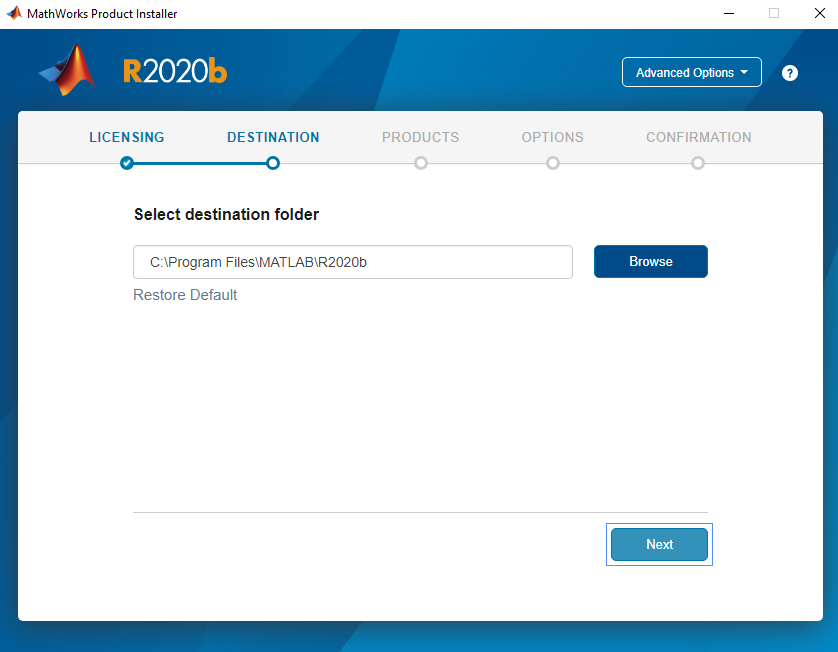 MathWorks Product Installer
R2020b
Advanced Options
?
LICENSING DESTINATION PRODUCTS OPTIONS CONFIRMATION
Select destination folder
C:\Program Files\MATLAB\R2020b
Browse
Restore Default
Next